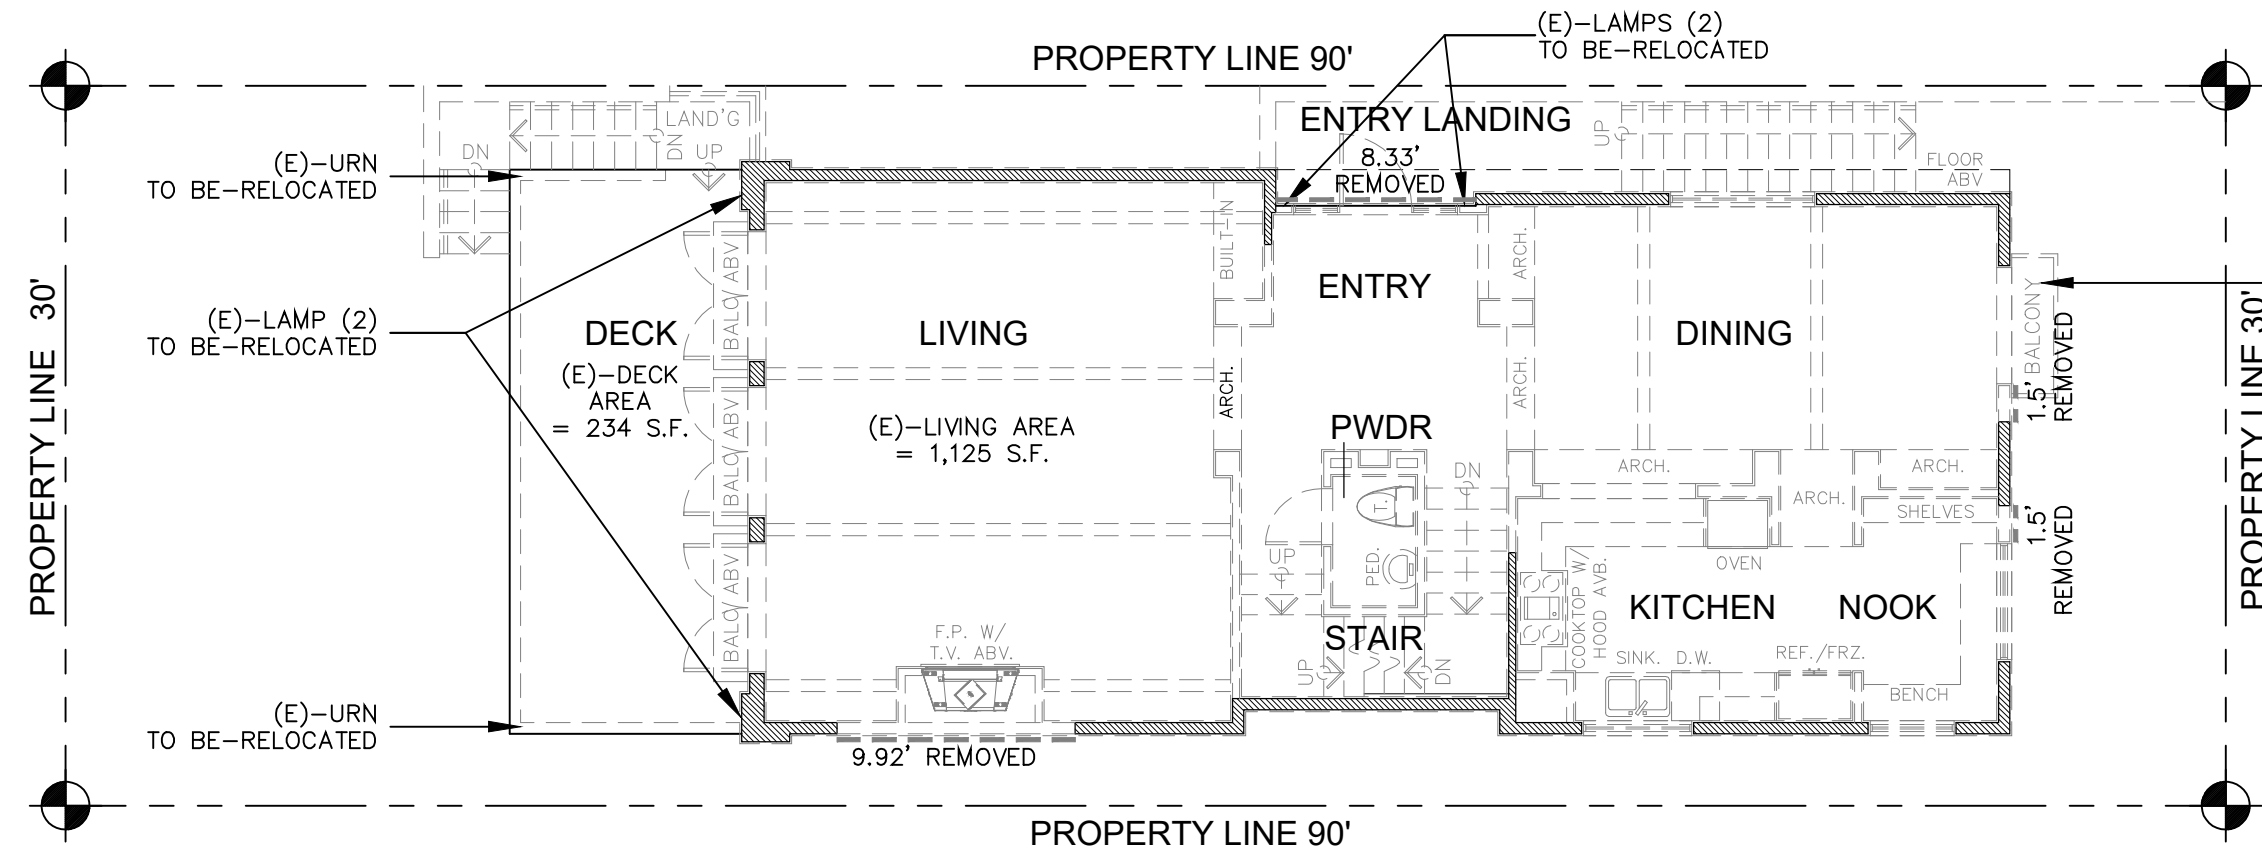 (E)-LAMPS (2)
TO BE-RELOCATED
PROPERTY LINE 90'
LAND'G
ENTRY LANDING
UP
DN
DN
UP
(E)-URN
TO BE-RELOCATED
8.33'
REMOVED
FLOOR
ABV
BUILT-IN
ARCH.
BALC/ABV
ENTRY
PROPERTY LINE 30'
(E)-LAMP (2)
TO BE-RELOCATED
DECK
LIVING
DINING
BALCONY
1.5'
REMOVED
PROPERTY LINE 30'
(E)-DECK
AREA
= 234 S.F.
ARCH.
ARCH.
BALC/ABV
(E)-LIVING AREA
= 1,125 S.F.
PWDR
DN
ARCH.
ARCH.
ARCH.
SHELVES
T.
1.5'
REMOVED
UP
PED.
OVEN
BALC/ABV
COOKTOP W/
HOOD AVB.
KITCHEN
NOOK
F.P. W/
T.V. ABV.
STAIR
BALC/ABV
UP
DN
SINK.
D.W.
REF./FRZ.
BENCH
(E)-URN
TO BE-RELOCATED
9.92' REMOVED
PROPERTY LINE 90'